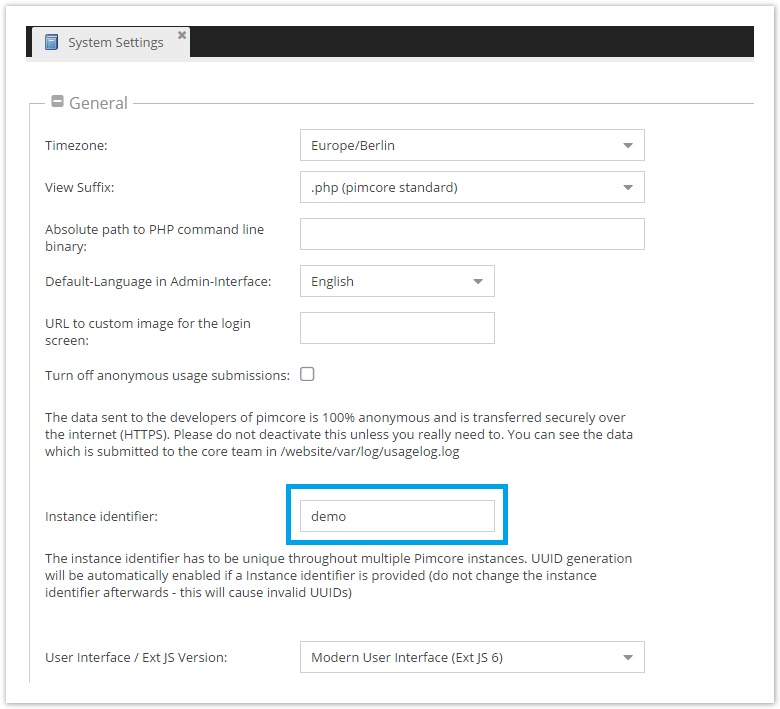 System Settings
General
Timezone:
Europe/Berlin
View Suffix:
.php (pimcore standard)
Absolute path to PHP command line
binary:
Default-Language in Admin-Interface:
English
URL to custom image for the login
screen:
Turn off anonymous usage submissions:
The data sent to the developers of pimcore is 100% anonymous and is transferred securely over
the internet (HTTPS). Please do not deactivate this unless you really need to. You can see the data
which is submitted to the core team in /website/var/log/usagelog.log
Instance identifier:
demo
The instance identifier has to be unique throughout multiple Pimcore instances. UUID generation
will be automatically enabled if a Instance identifier is provided (do not change the instance
identifier afterwards - this will cause invalid UUIDs)
User Interface / Ext JS Version:
Modern User Interface (Ext JS 6)